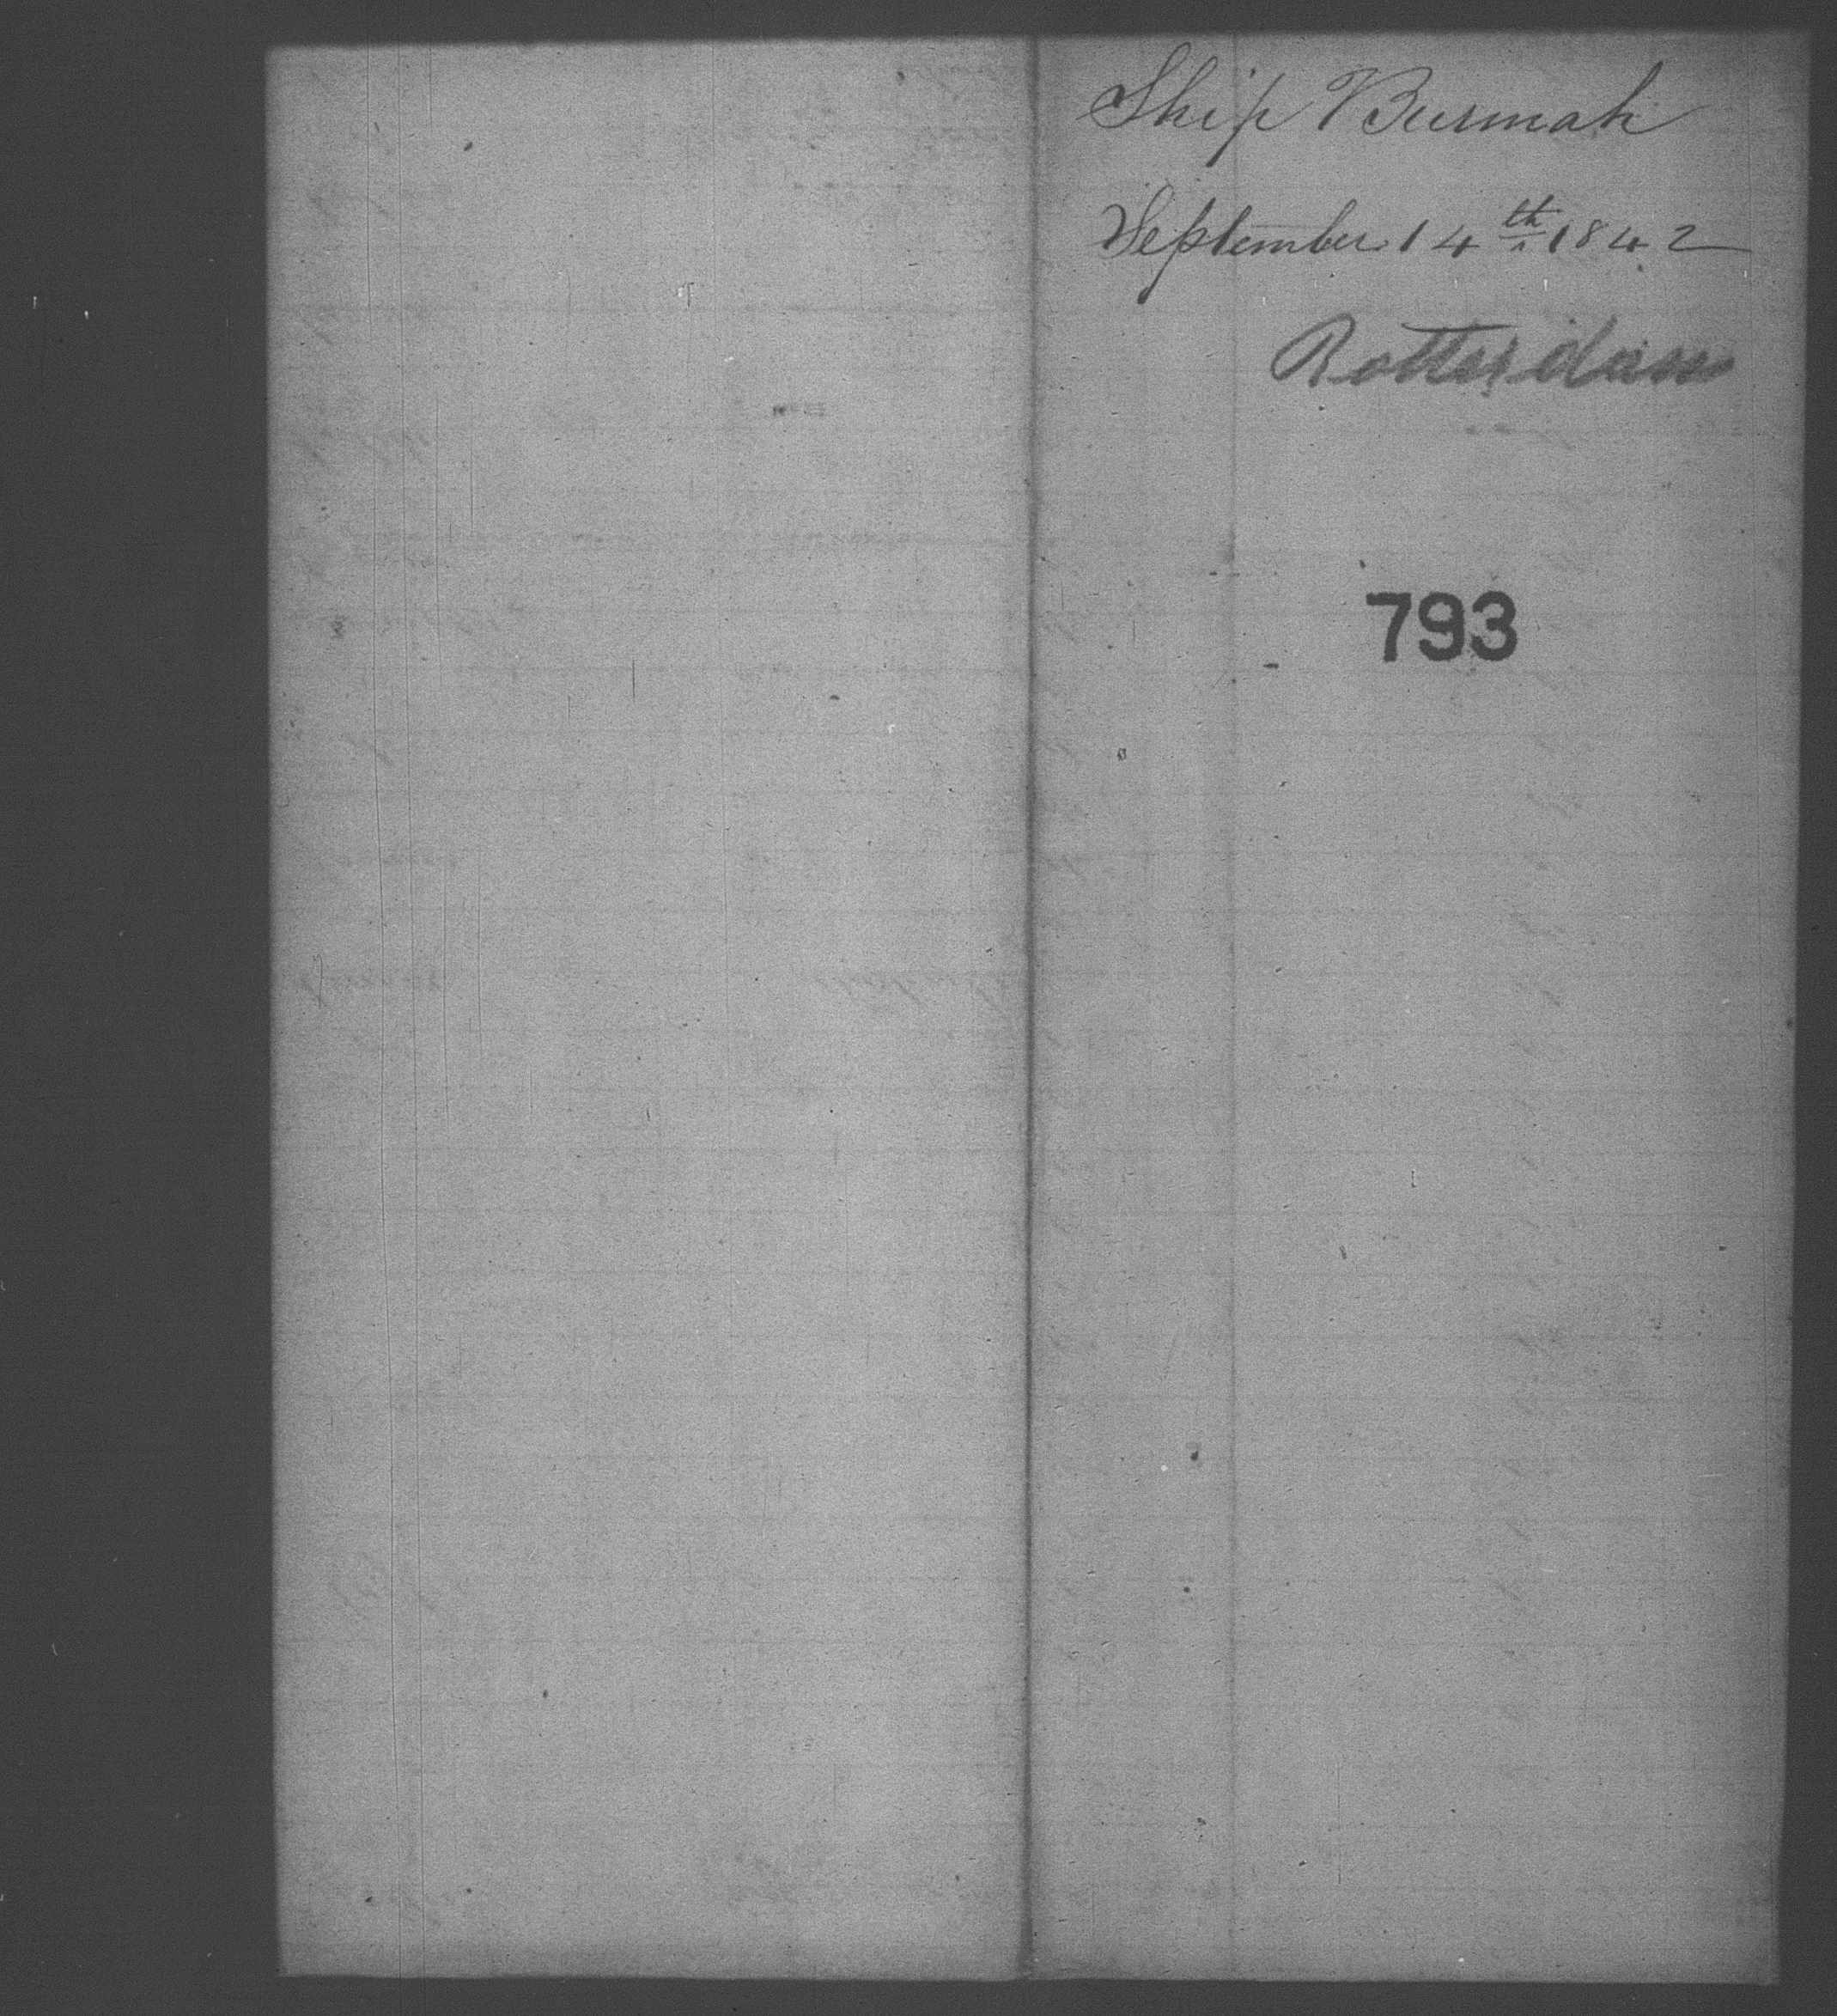 Ship Burmah
September 14th 1842
Rotterdam
793